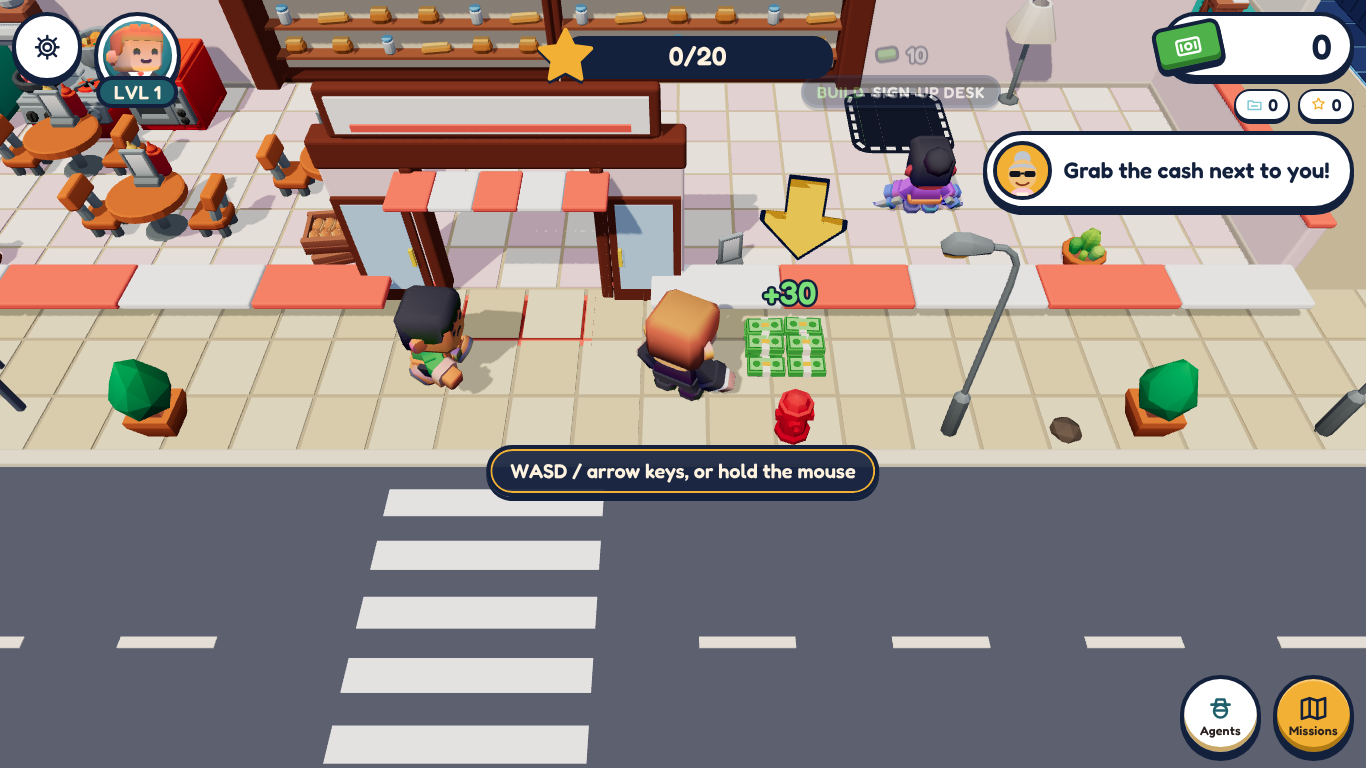 LVL 1
0/20
10
BUILD SIGN-UP DESK
0
0
0
Grab the cash next to you!
+30
WASD / arrow keys, or hold the mouse
Agents
Missions